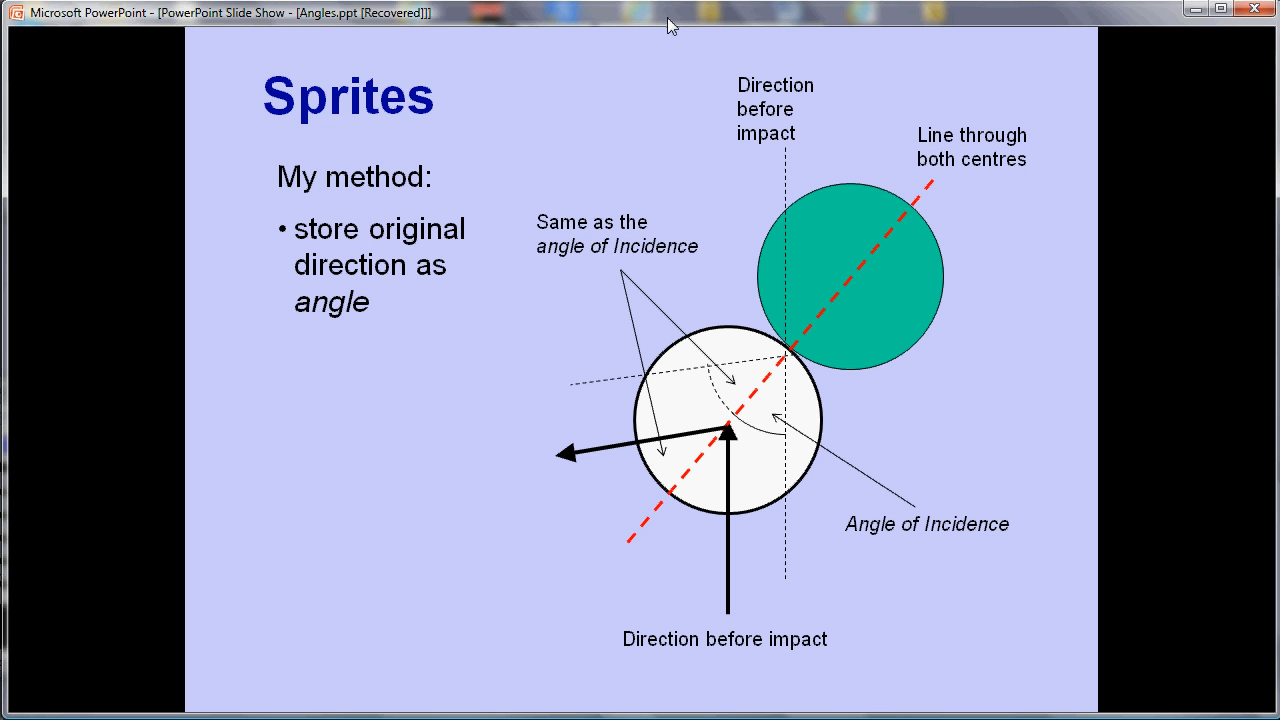 Microsoft PowerPoint - [PowerPoint Slide Show - [Angles.ppt [Recovered]]]
Sprites
My method:
• store original
direction as
angle
Direction
before
impact
Line through
both centres
Same as the
angle of Incidence
Angle of Incidence
Direction before impact